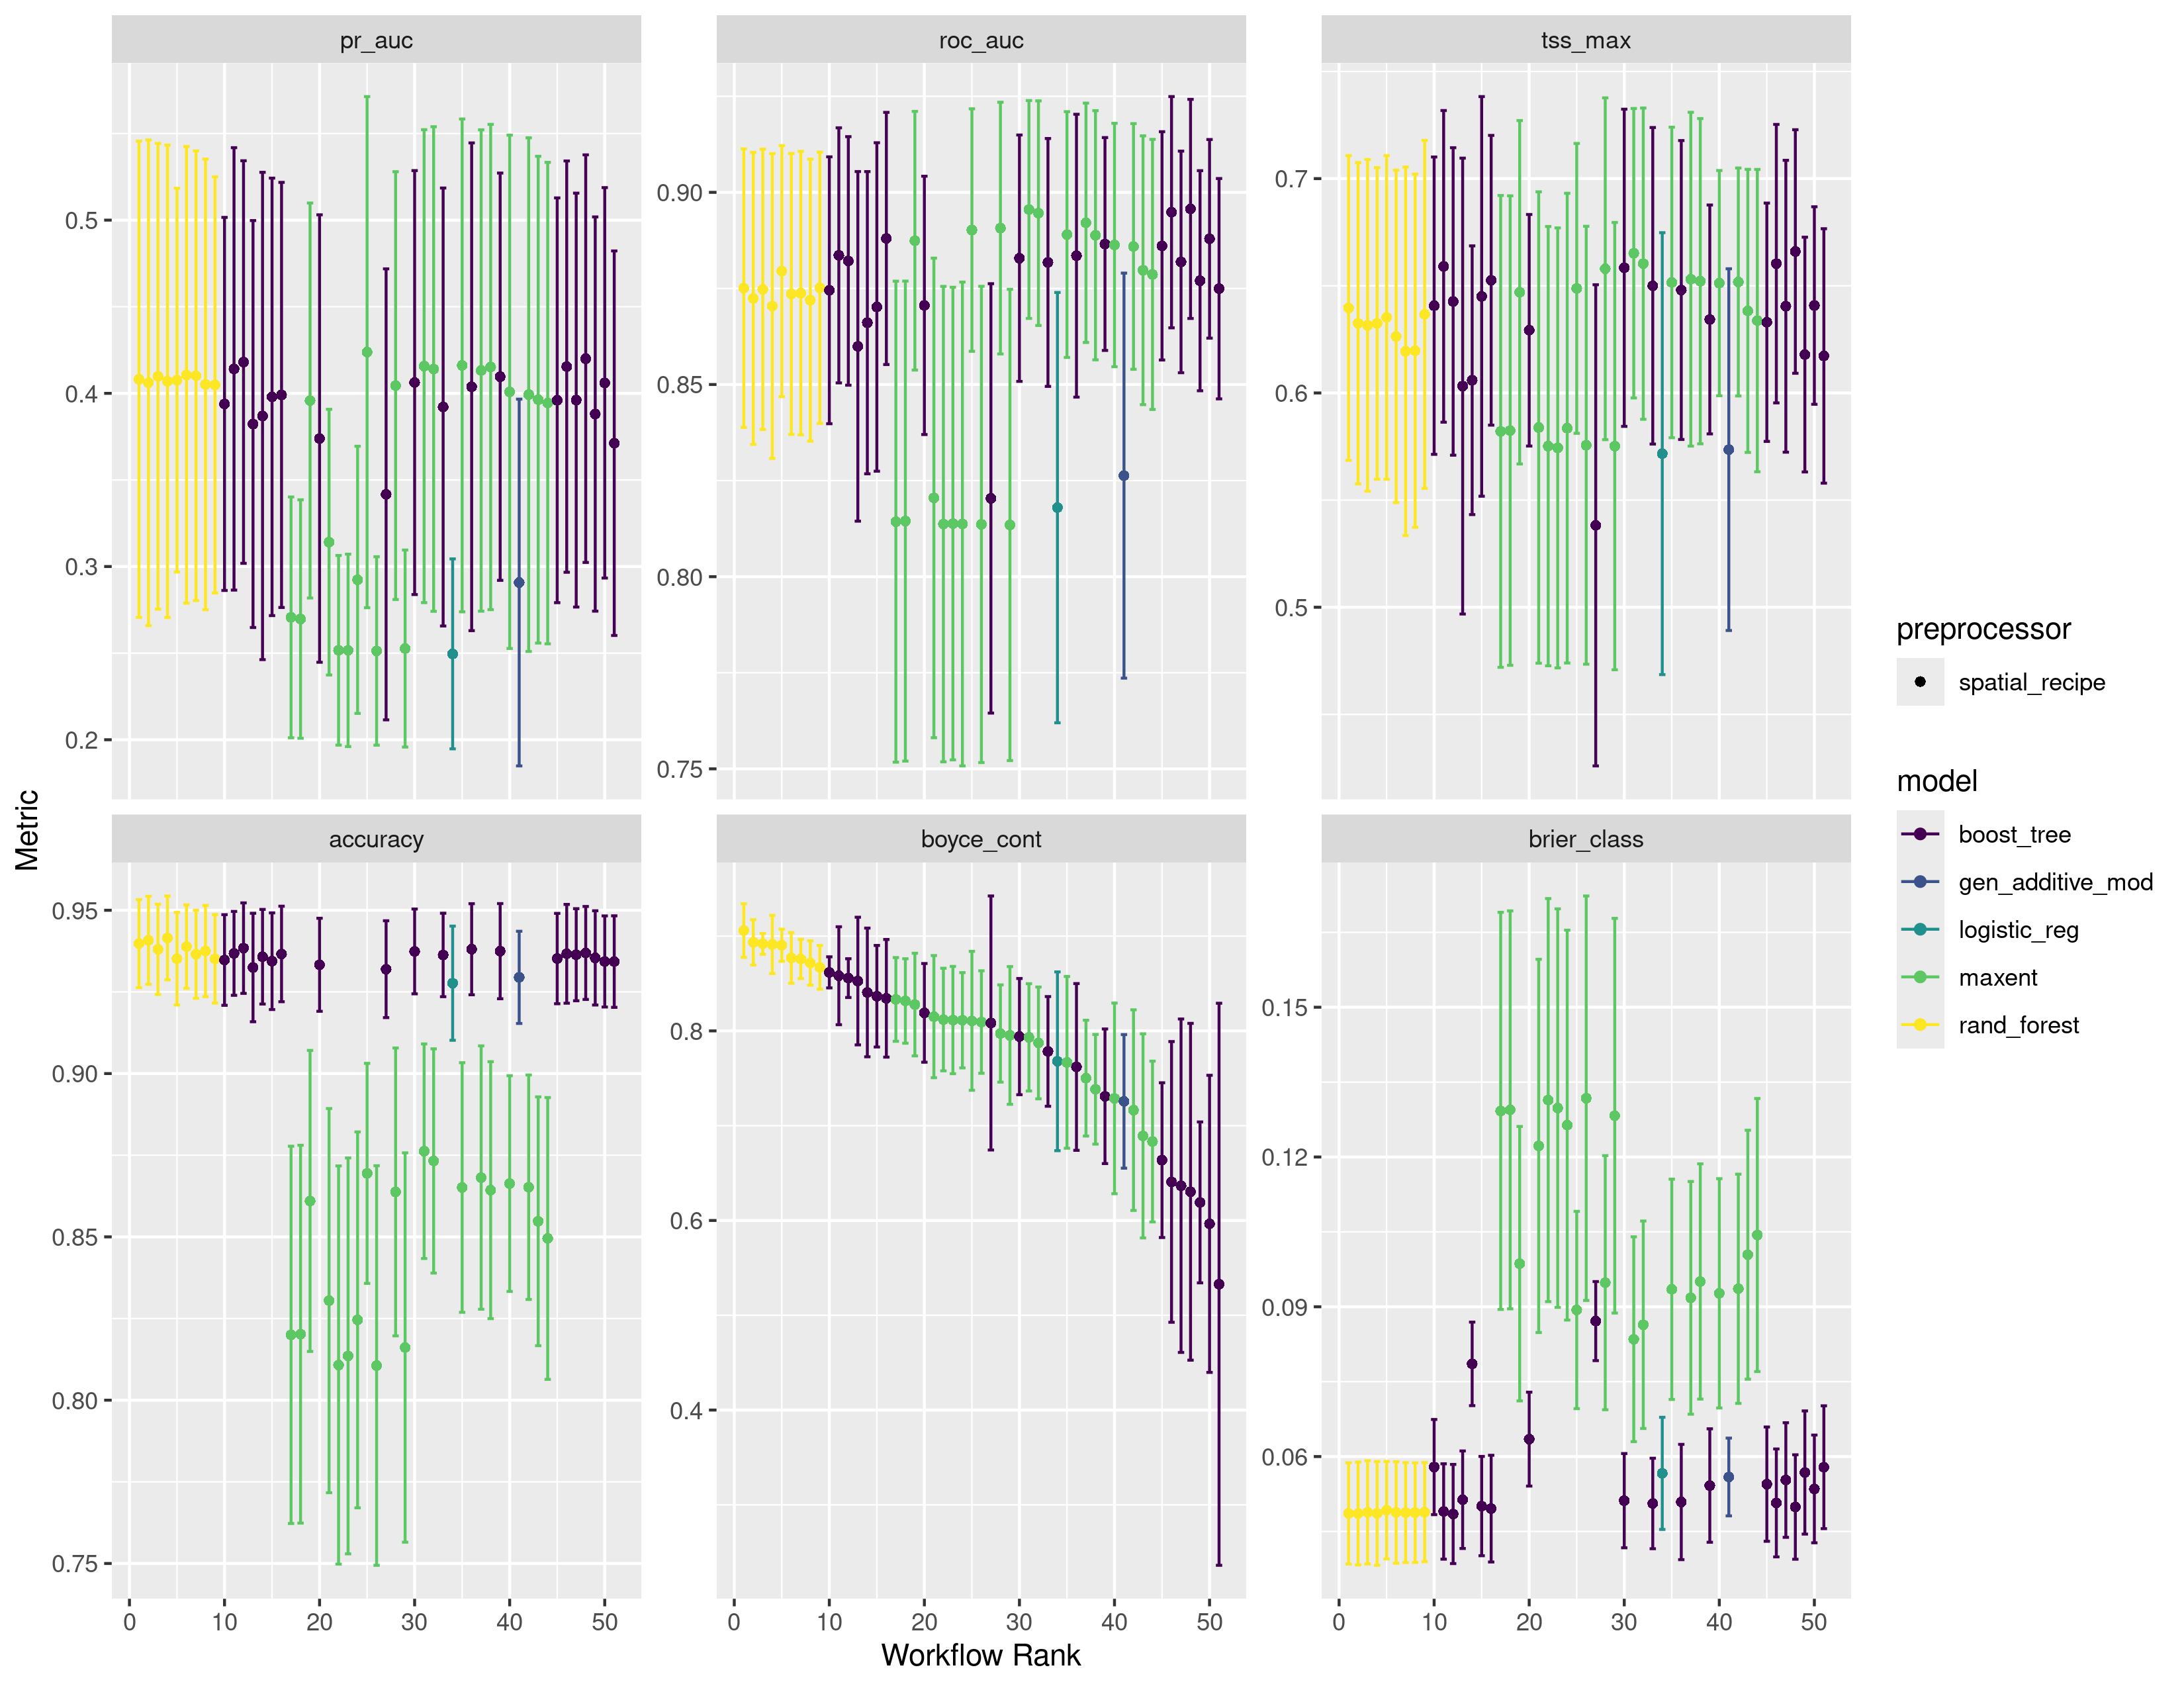 pr_auc
roc_auc
tss_max
0.5
0.4
0.3
0.2
0.90
0.85
0.80
0.75
0.7
0.6
0.5
accuracy
boyce_cont
brier_class
0.95
0.90
0.85
0.80
0.75
0.8
0.6
0.4
0.15
0.12
0.09
0.06
0 10 20 30 40 50
0 10 20 30 40 50
0 10 20 30 40 50
Workflow Rank
Metric
preprocessor
spatial_recipe
model
boost_tree
gen_additive_mod
logistic_reg
maxent
rand_forest